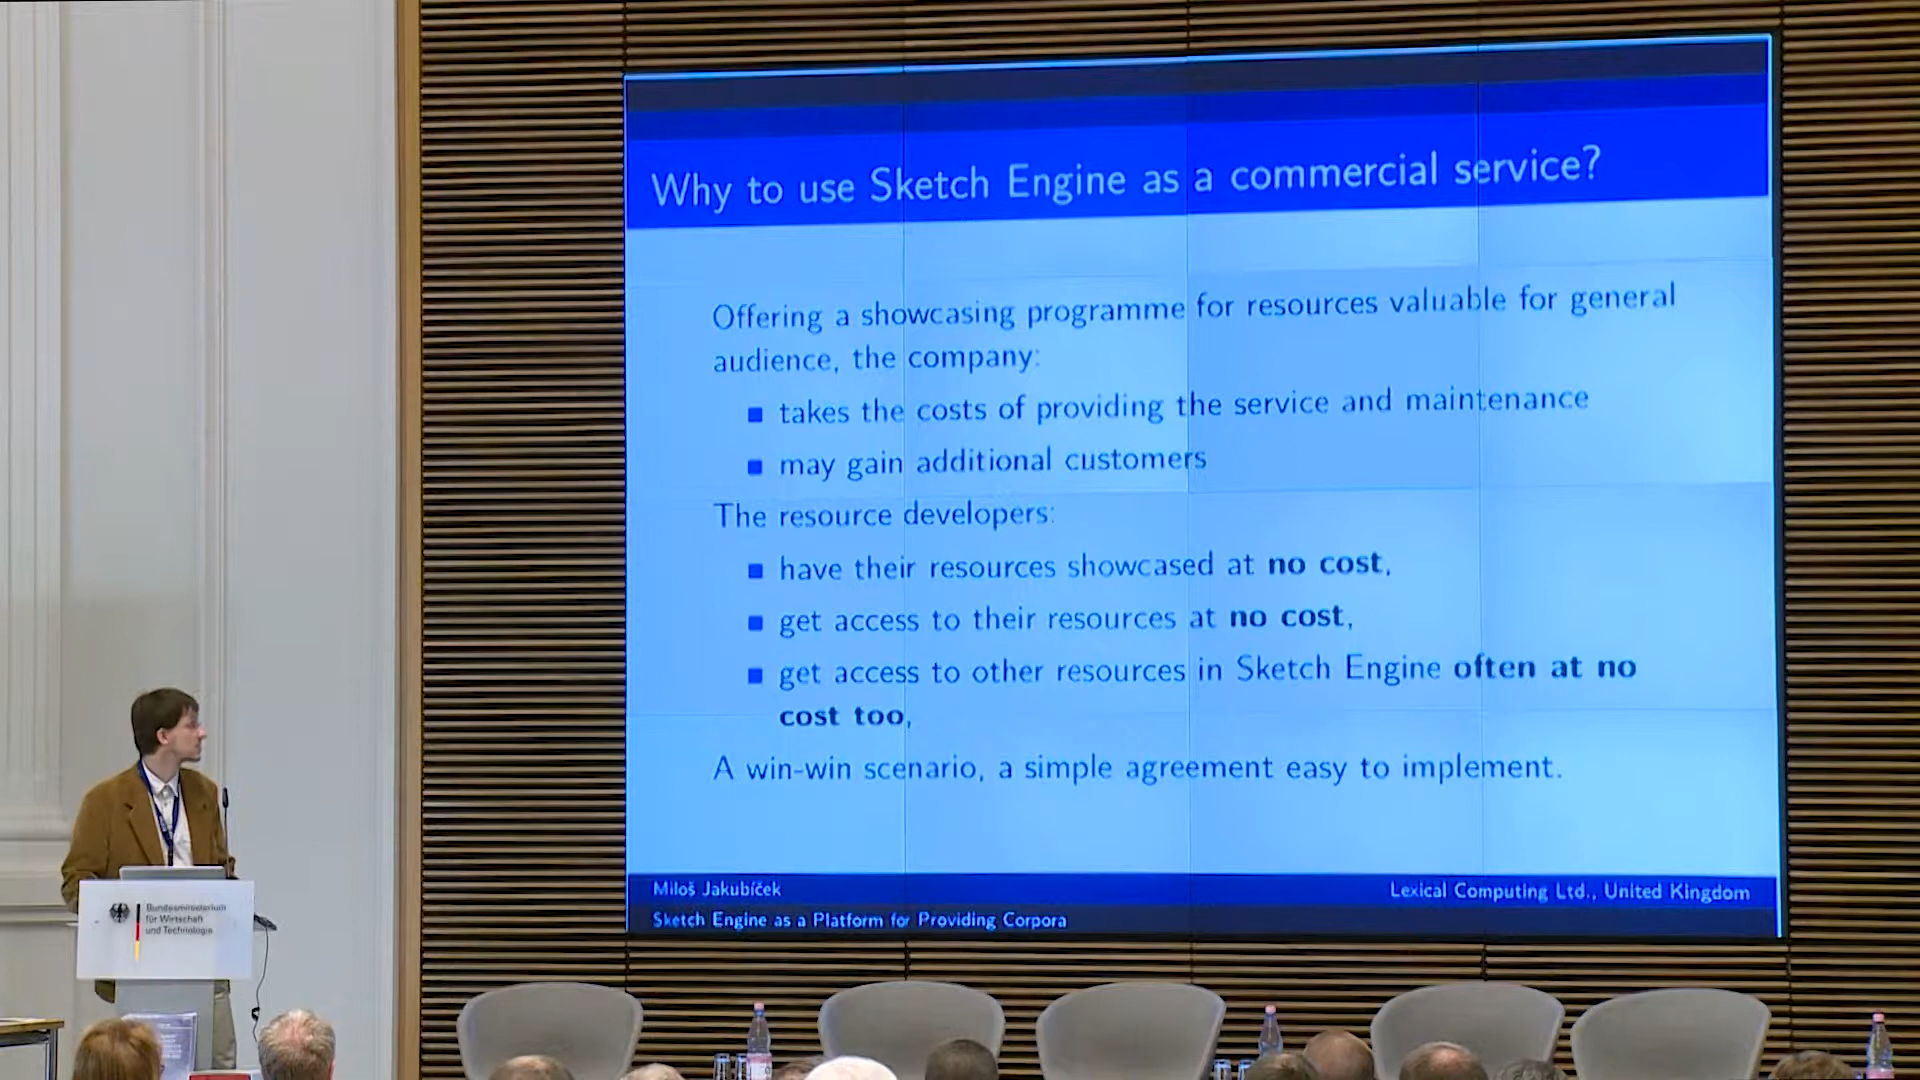 Why to use Sketch Engine as a commercial service?
Offering a showcasing programme for resources valuable for general
audience, the company:
takes the costs of providing the service and maintenance
may gain additional customers
The resource developers:
have their resources showcased at no cost,
get access to their resources at no cost,
get access to other resources in Sketch Engine often at no
cost too,
A win-win scenario, a simple agreement easy to implement.
Miloš Jakubíček
Lexical Computing Ltd., United Kingdom
Sketch Engine as a Platform for Providing Corpora
Bundesministerium
für Wirtschaft
und Technologie